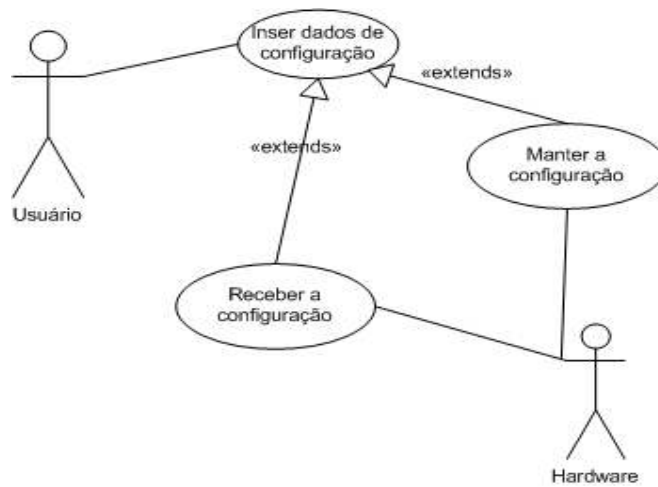 Inser dados de
configuração
«extends»
«extends»
Manter a
configuração
Usuário
Receber a
configuração
Hardware